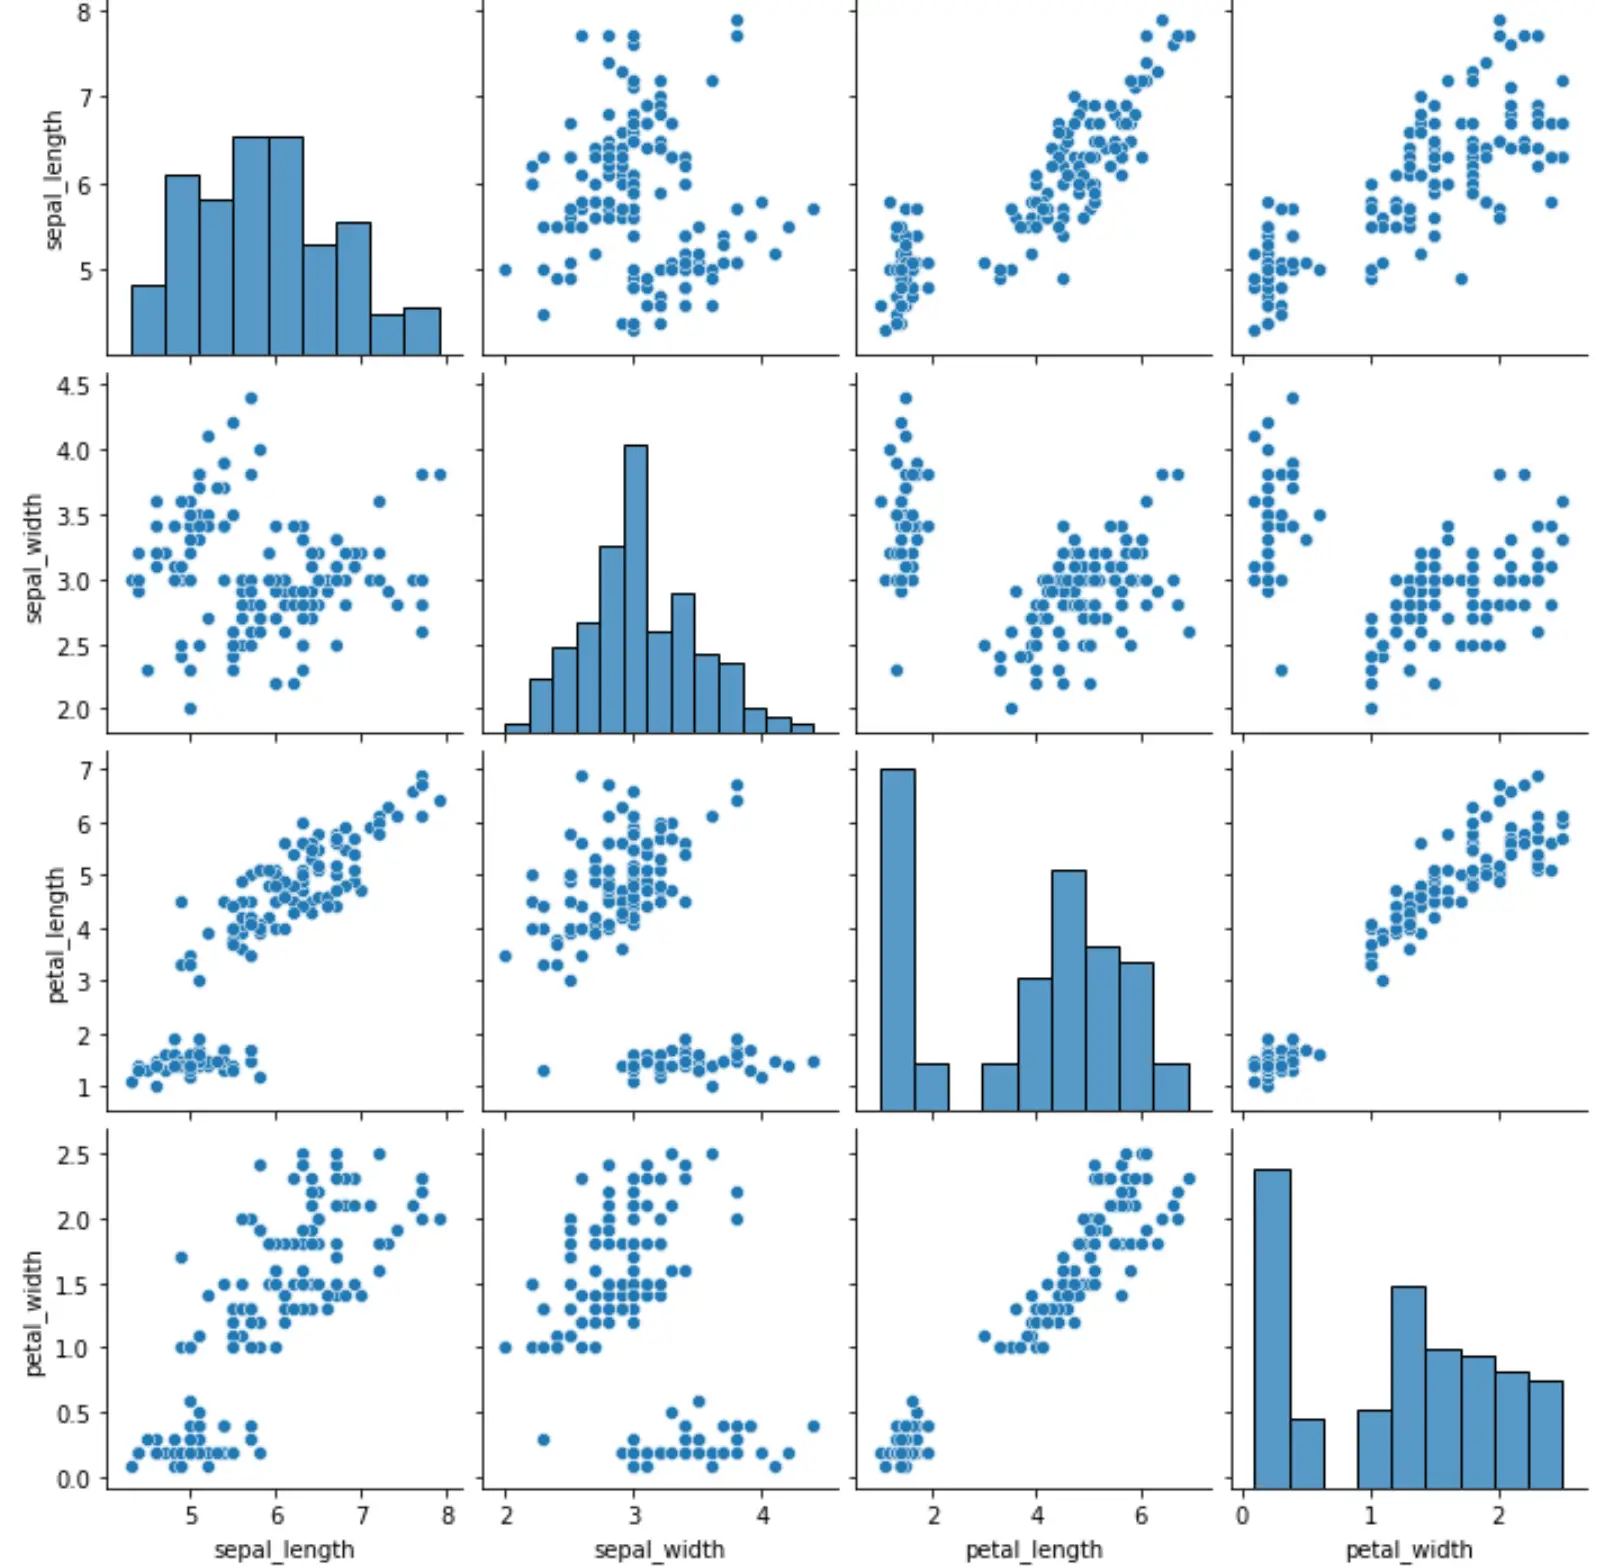 8
7
6
5
sepal_length
4.5
4.0
3.5
3.0
2.5
2.0
sepal_width
7
6
5
4
3
2
1
petal_length
2.5
2.0
1.5
1.0
0.5
0.0
petal_width
5 6 7 8
sepal_length
2 3 4
sepal_width
2 4 6
petal_length
0 1 2
petal_width